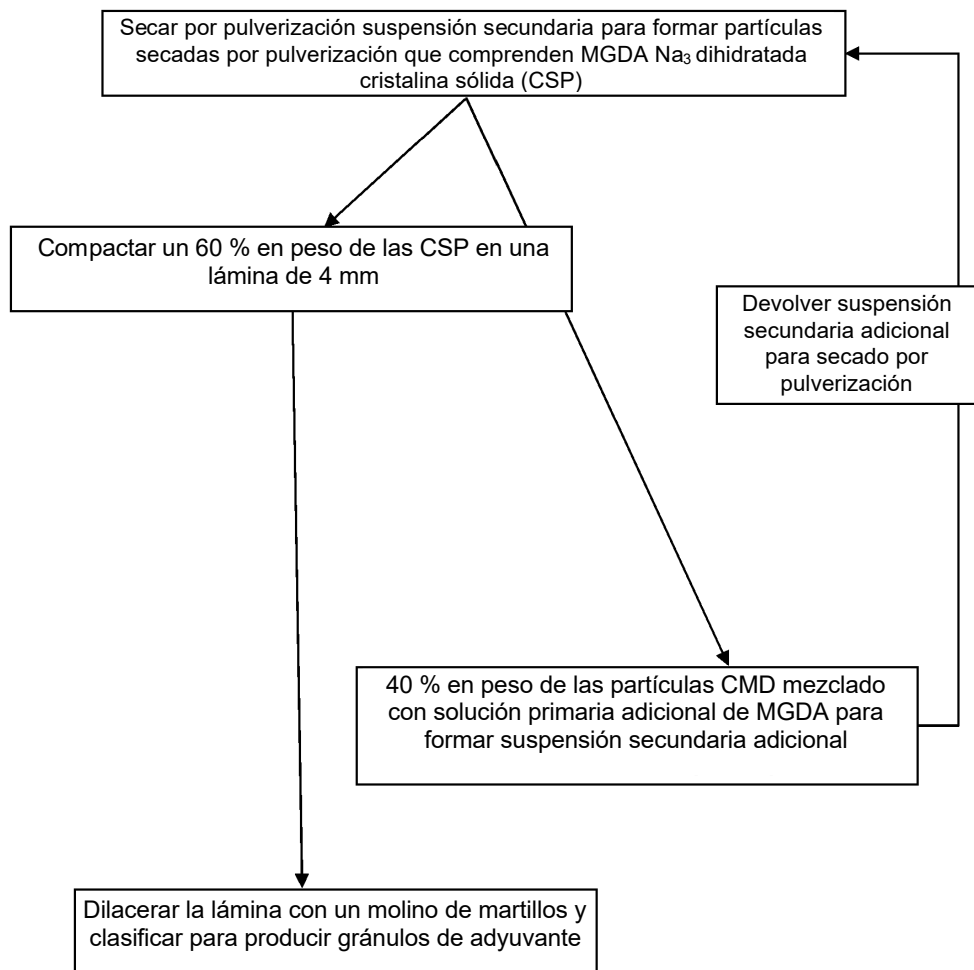 Secar por pulverización suspensión secundaria para formar partículas
secadas por pulverización que comprenden MGDA Na₃ dihidratada
cristalina sólida (CSP)
Compactar un 60 % en peso de las CSP en una
lámina de 4 mm
Devolver suspensión
secundaria adicional
para secado por
pulverización
40 % en peso de las partículas CMD mezclado
con solución primaria adicional de MGDA para
formar suspensión secundaria adicional
Dilacerar la lámina con un molino de martillos y
clasificar para producir gránulos de adyuvante